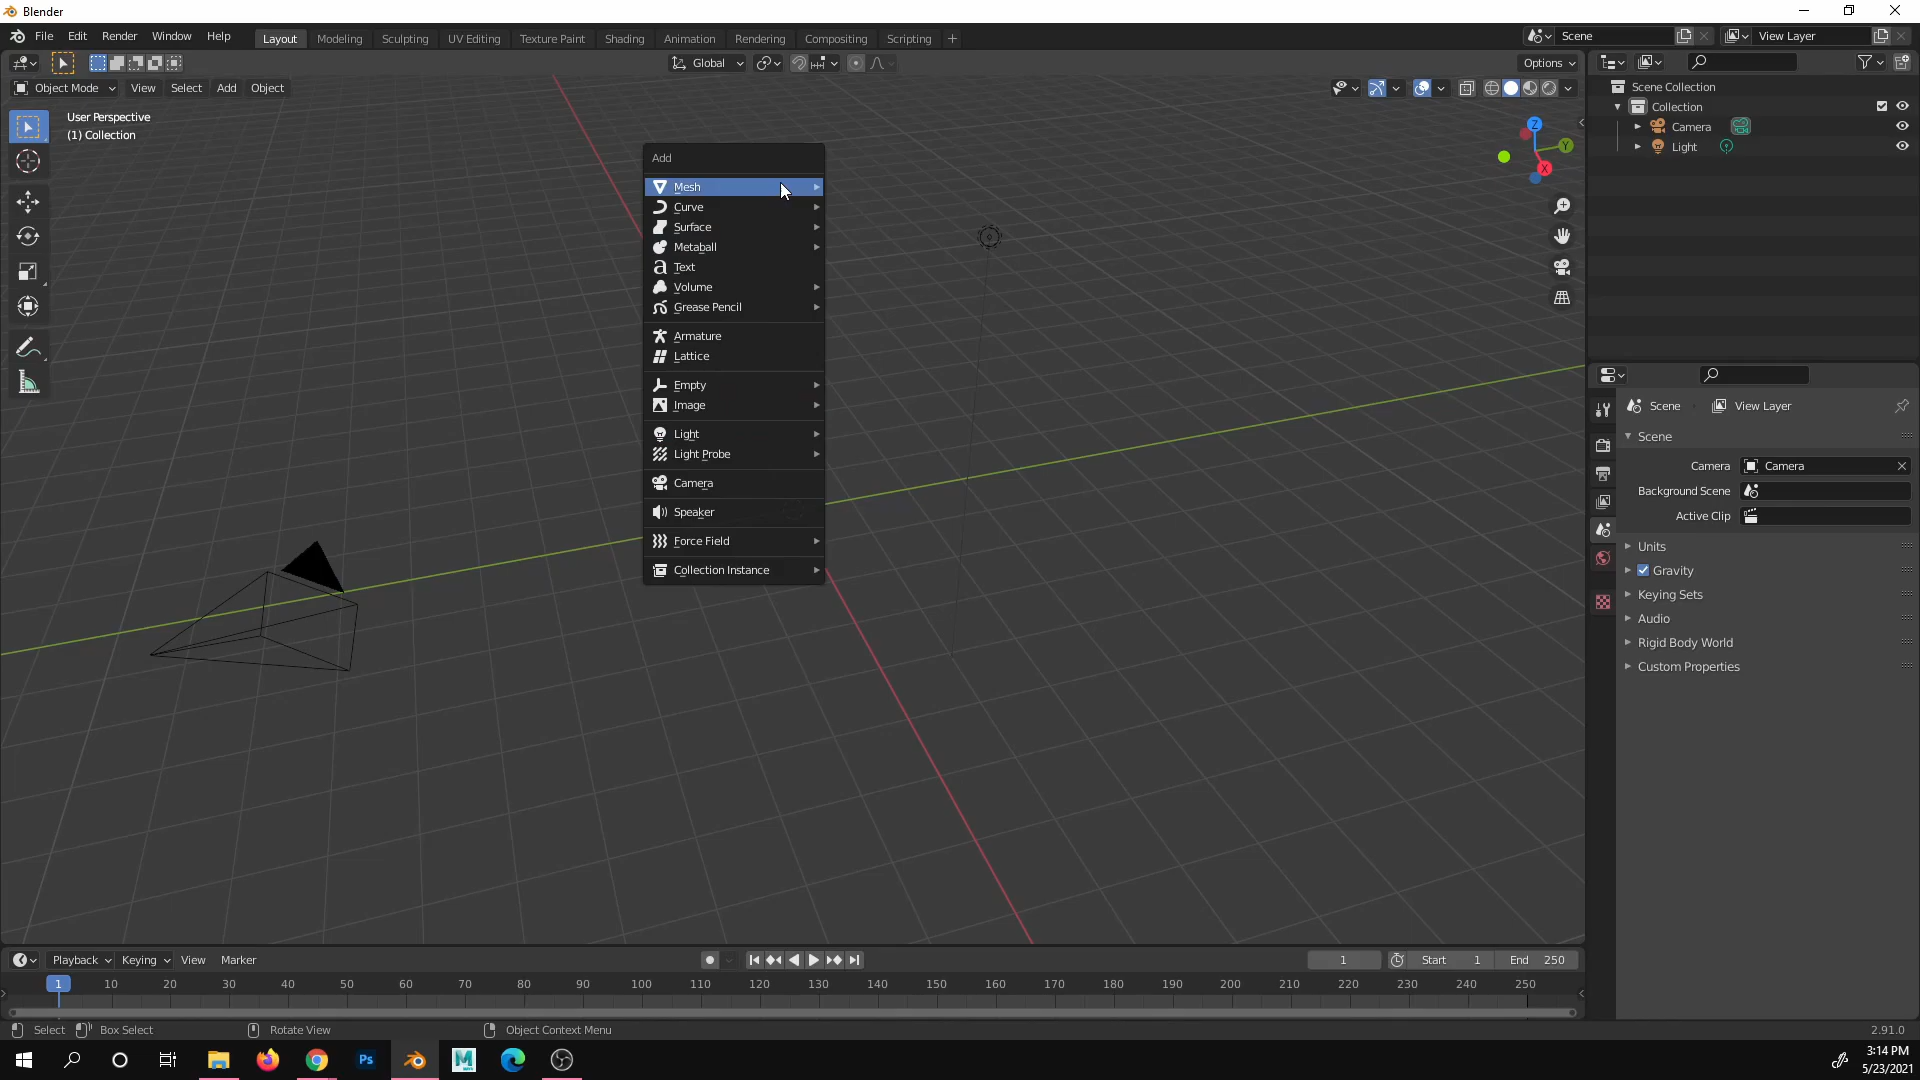 Blender
File Edit Render Window Help
Layout Modeling Sculpting UV Editing Texture Paint Shading Animation Rendering Compositing Scripting +
Scene
View Layer
Global
Options
Object Mode View Select Add Object
User Perspective
(1) Collection
Z
Y
X
Add
Mesh
Curve
Surface
Metaball
Text
Volume
Grease Pencil
Armature
Lattice
Empty
Image
Light
Light Probe
Camera
Speaker
Force Field
Collection Instance
Scene Collection
Collection
Camera
Light
Scene View Layer
Scene
Camera Camera
Background Scene
Active Clip
Units
Gravity
Keying Sets
Audio
Rigid Body World
Custom Properties
Playback Keying View Marker
1 Start 1 End 250
1 10 20 30 40 50 60 70 80 90 100 110 120 130 140 150 160 170 180 190 200 210 220 230 240 250
Select Box Select Rotate View Object Context Menu 2.91.0
Ps
M
3:14 PM
5/23/2021